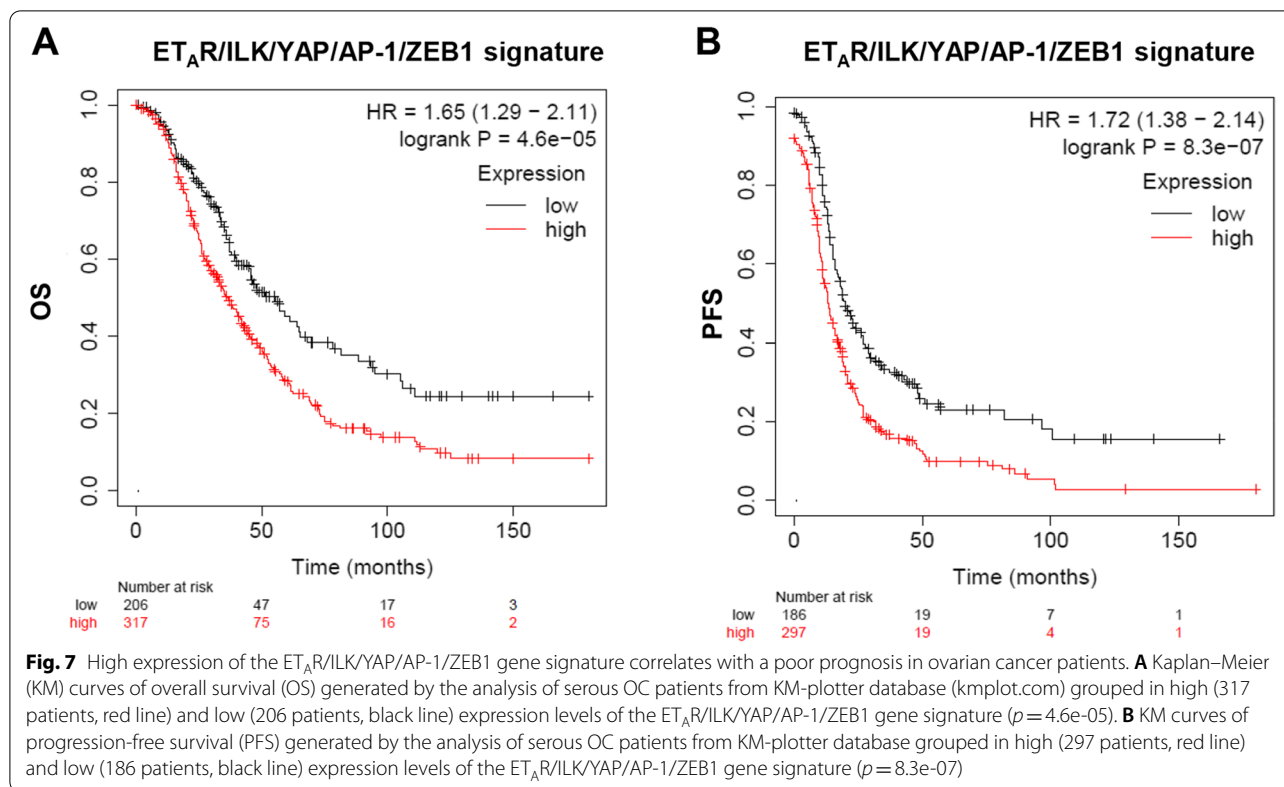 A
ET_AR/ILK/YAP/AP-1/ZEB1 signature
HR = 1.65 (1.29 − 2.11)
logrank P = 4.6e−05
Expression
low
high
OS
1.0
0.8
0.6
0.4
0.2
0.0
0 50 100 150
Time (months)
Number at risk
low 206 47 17 3
high 317 75 16 2
B
ET_AR/ILK/YAP/AP-1/ZEB1 signature
HR = 1.72 (1.38 − 2.14)
logrank P = 8.3e−07
Expression
low
high
PFS
1.0
0.8
0.6
0.4
0.2
0.0
0 50 100 150
Time (months)
Number at risk
low 186 19 7 1
high 297 19 4 1
Fig. 7 High expression of the ET_AR/ILK/YAP/AP-1/ZEB1 gene signature correlates with a poor prognosis in ovarian cancer patients. A Kaplan–Meier
(KM) curves of overall survival (OS) generated by the analysis of serous OC patients from KM-plotter database (kmplot.com) grouped in high (317
patients, red line) and low (206 patients, black line) expression levels of the ET_AR/ILK/YAP/AP-1/ZEB1 gene signature (p = 4.6e-05). B KM curves of
progression-free survival (PFS) generated by the analysis of serous OC patients from KM-plotter database grouped in high (297 patients, red line)
and low (186 patients, black line) expression levels of the ET_AR/ILK/YAP/AP-1/ZEB1 gene signature (p = 8.3e-07)